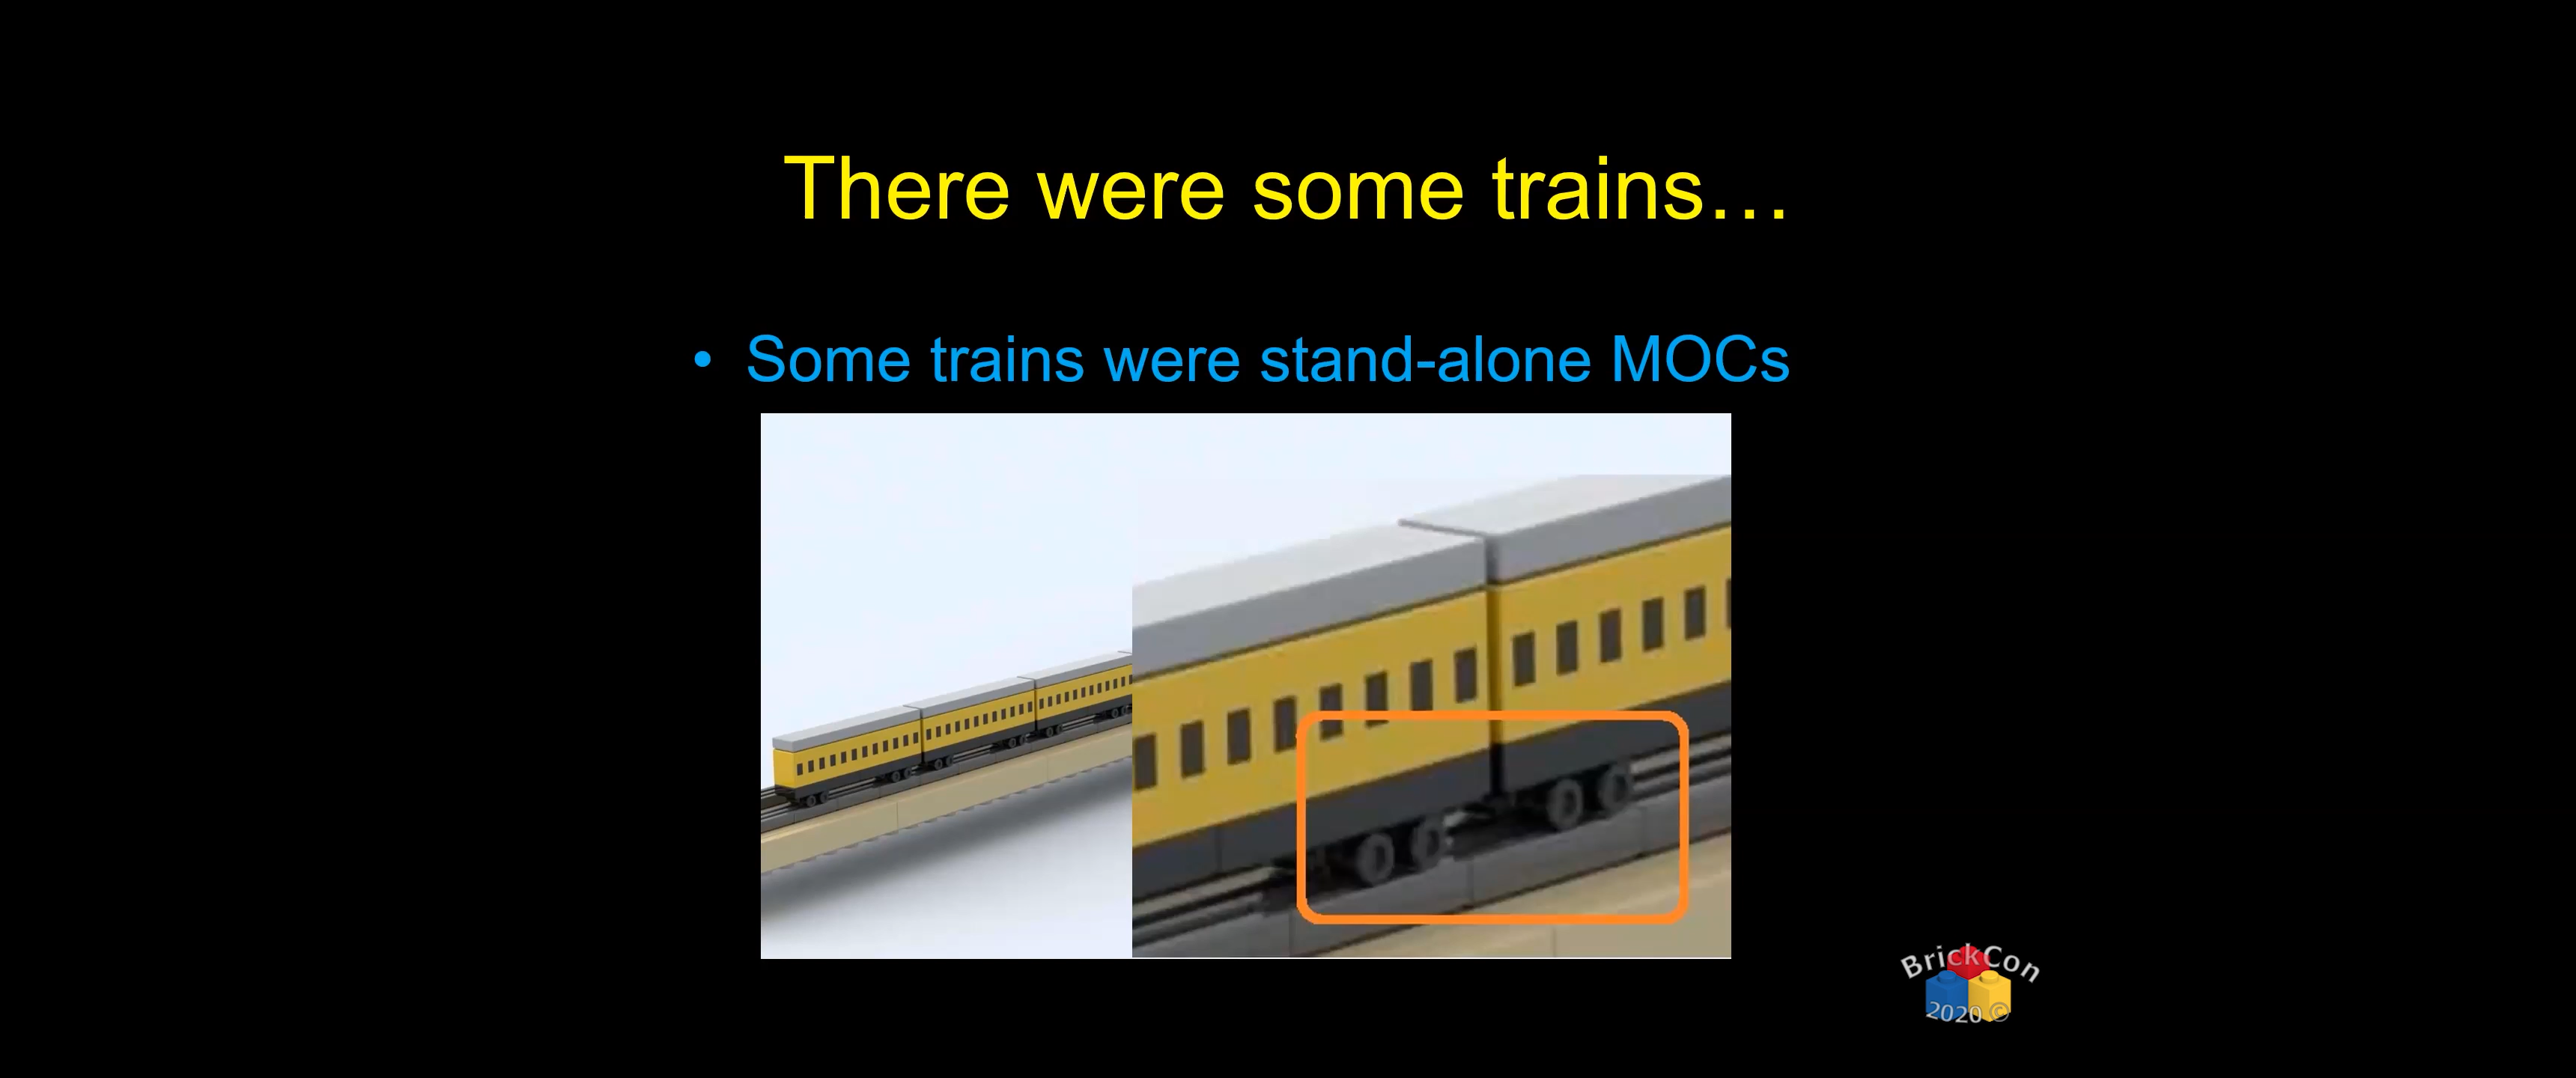 There were some trains…
• Some trains were stand-alone MOCs
BrickCon
2020 ©